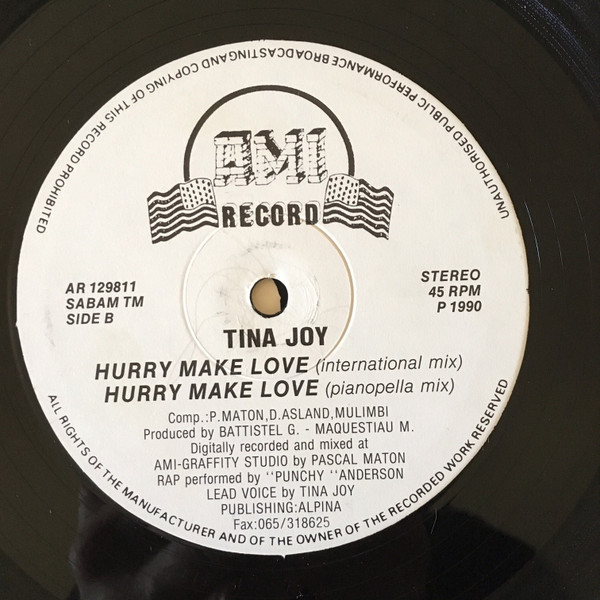 UNAUTHORISED PUBLIC PERFORMANCE BROADCASTING AND COPYING OF THIS RECORD PROHIBITED
AMI
RECORD
AR 129811
SABAM TM
SIDE B
STEREO
45 RPM
P 1990
TINA JOY
HURRY MAKE LOVE (international mix)
HURRY MAKE LOVE (pianopella mix)
Comp.:P.MATON,D.ASLAND,MULIMBI
Produced by BATTISTEL G. - MAQUESTIAU M.
Digitally recorded and mixed at
AMI-GRAFFITY STUDIO by PASCAL MATON
RAP performed by ''PUNCHY ''ANDERSON
LEAD VOICE by TINA JOY
PUBLISHING:ALPINA
Fax:065/318625
ALL RIGHTS OF THE MANUFACTURER AND OF THE OWNER OF THE RECORDED WORK RESERVED